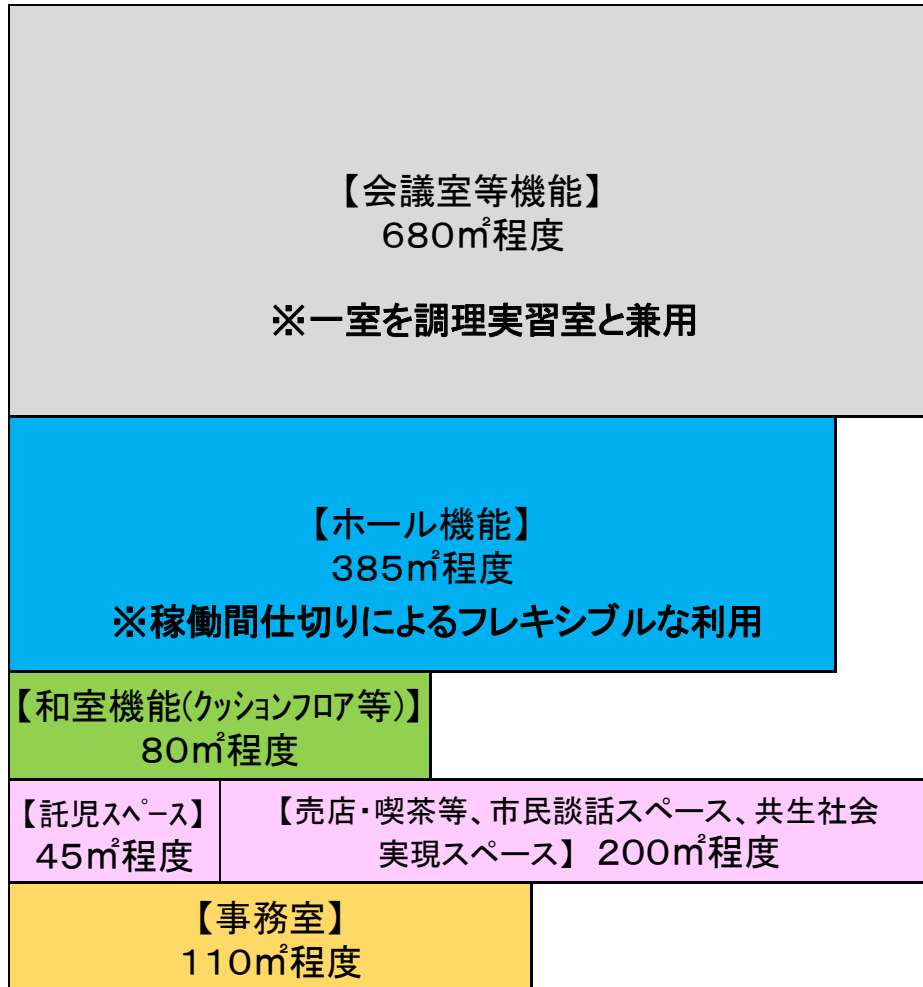 【会議室等機能】
680㎡程度
※一室を調理実習室と兼用
【ホール機能】
385㎡程度
※稼働間仕切りによるフレキシブルな利用
【和室機能(ｸｯｼｮﾝﾌﾛｱ等)】
80㎡程度
【託児ｽﾍﾟｰｽ】
45㎡程度
【売店・喫茶等、市民談話スペース、共生社会
実現スペース】 200㎡程度
【事務室】
110㎡程度